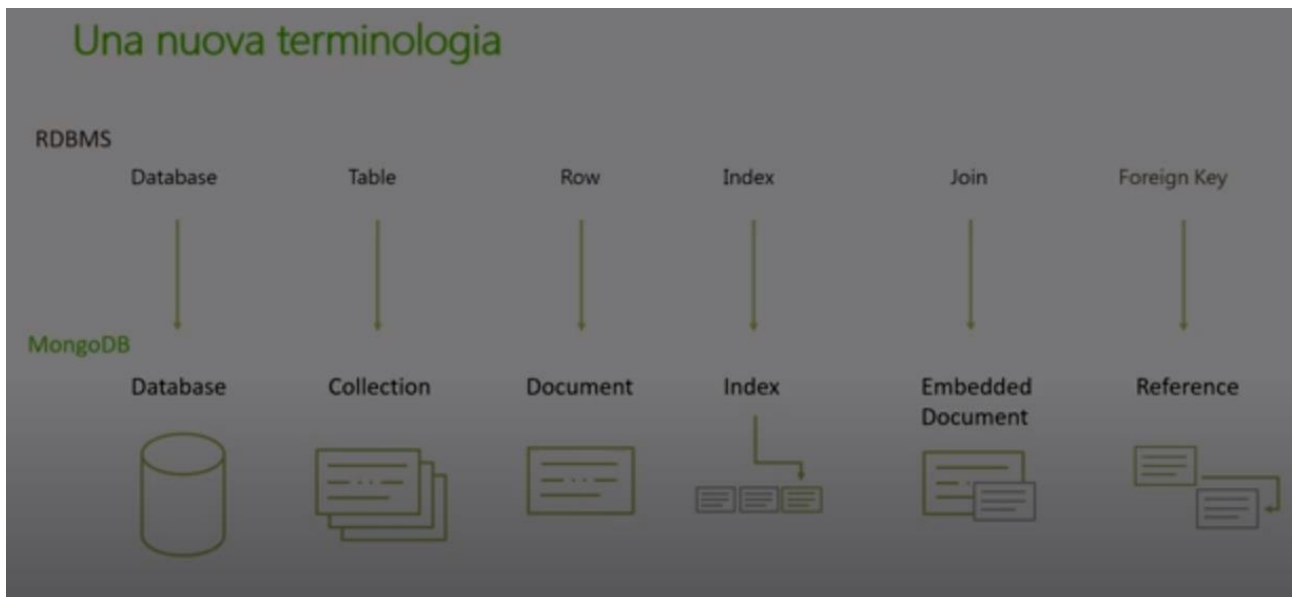 Una nuova terminologia
RDBMS
Database Table Row Index Join Foreign Key
MongoDB
Database Collection Document Index Embedded Document Reference